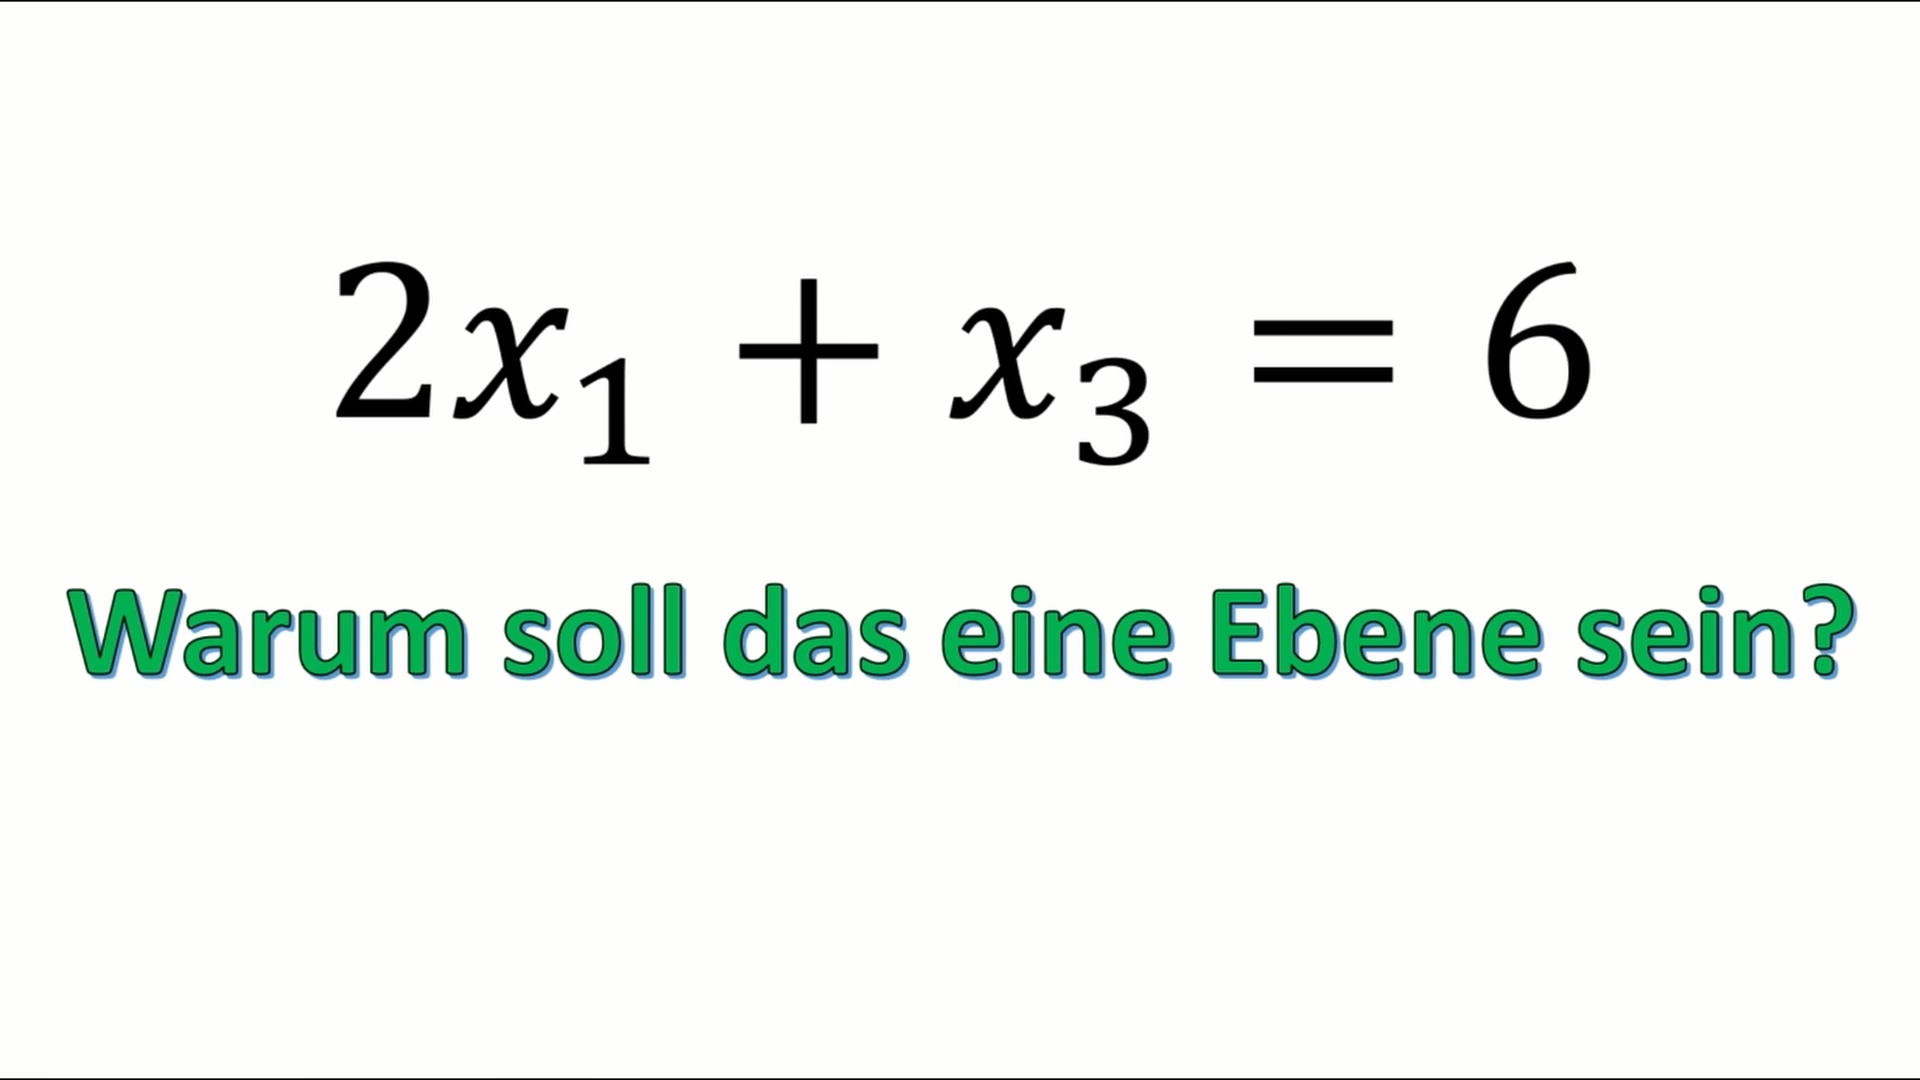 2x₁ + x₃ = 6
Warum soll das eine Ebene sein?